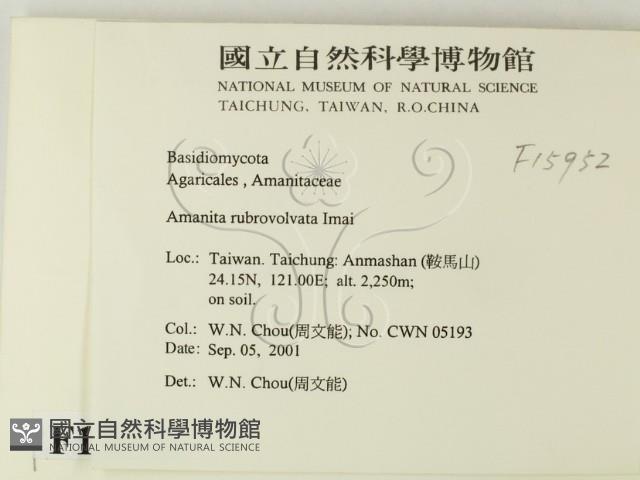 國立自然科學博物館
NATIONAL MUSEUM OF NATURAL SCIENCE
TAICHUNG, TAIWAN, R.O.CHINA
F15952
Basidiomycota
Agaricales , Amanitaceae
Amanita rubrovolvata Imai
Loc.: Taiwan. Taichung: Anmashan (鞍馬山)
24.15N, 121.00E; alt. 2,250m;
on soil.
Col.: W.N. Chou(周文能); No. CWN 05193
Date: Sep. 05, 2001
Det.: W.N. Chou(周文能)
國立自然科學博物館
NATIONAL MUSEUM OF NATURAL SCIENCE
F1